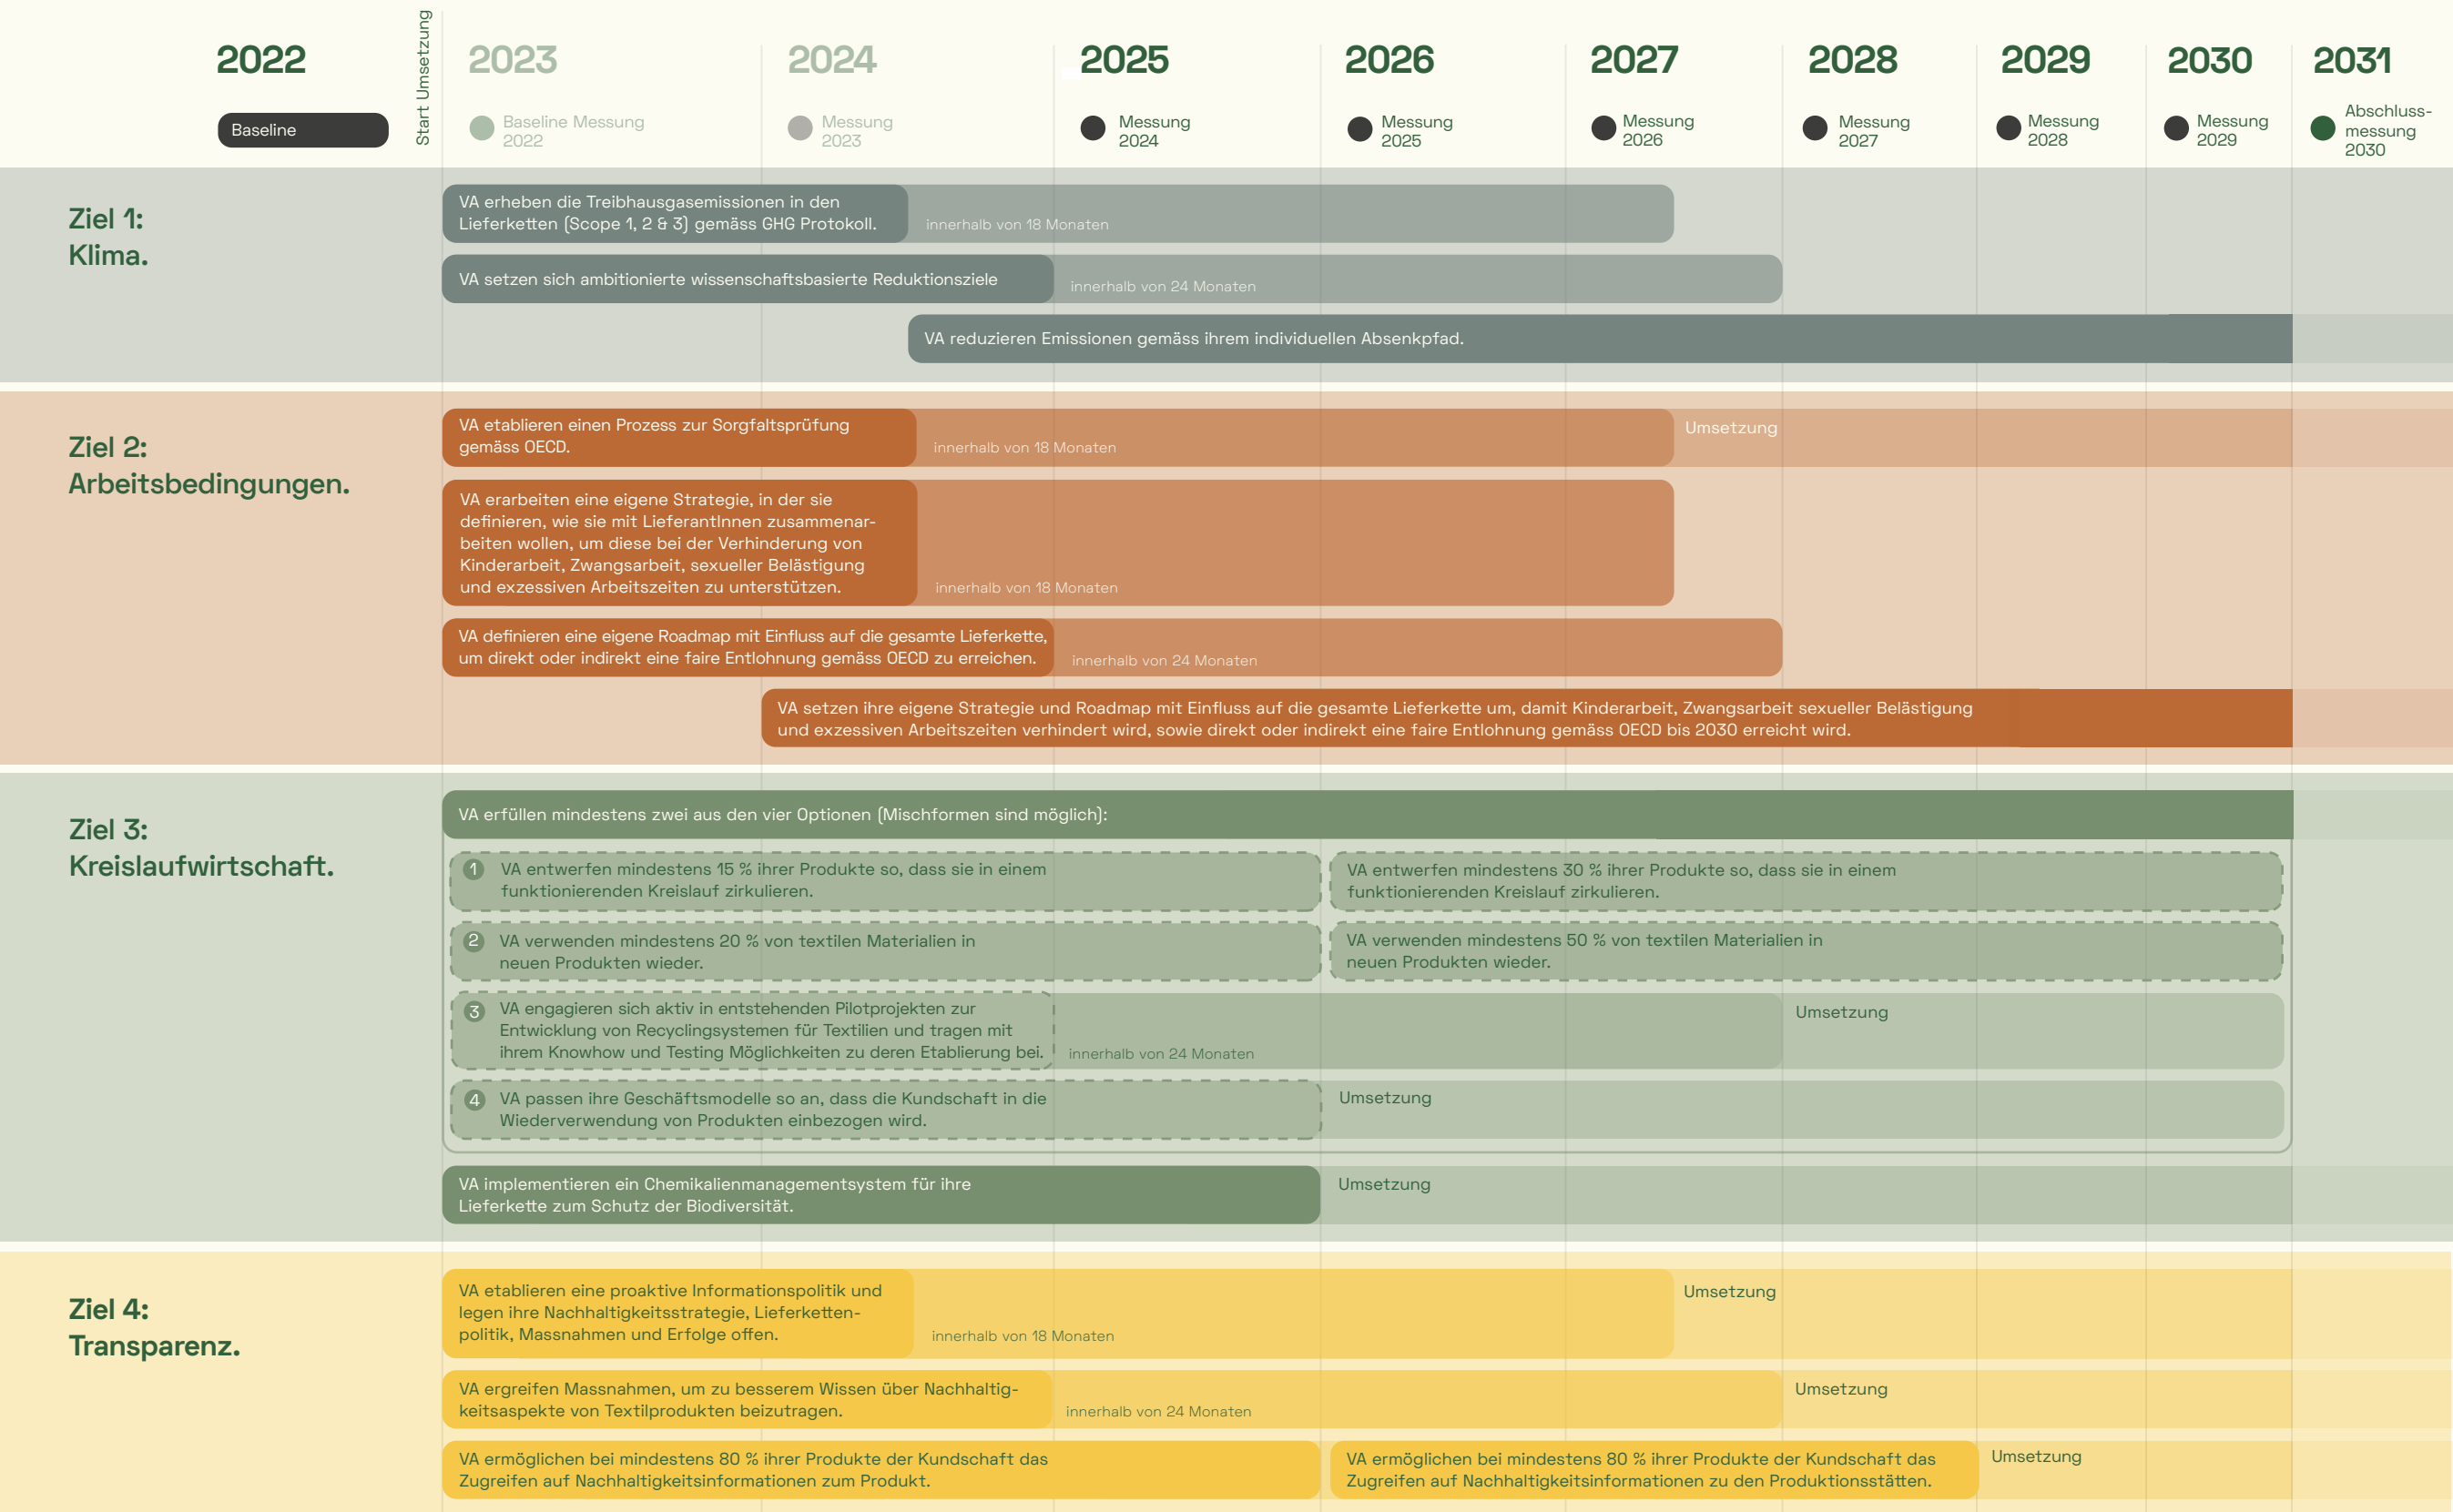 2022
Start Umsetzung
2023
2024
2025
2026
2027
2028
2029
2030
2031
Baseline
Baseline Messung
2022
Messung
2023
Messung
2024
Messung
2025
Messung
2026
Messung
2027
Messung
2028
Messung
2029
Abschluss-
messung
2030
Ziel 1:
Klima.
VA erheben die Treibhausgasemissionen in den
Lieferketten (Scope 1, 2 & 3) gemäss GHG Protokoll.
innerhalb von 18 Monaten
VA setzen sich ambitionierte wissenschaftsbasierte Reduktionsziele
innerhalb von 24 Monaten
VA reduzieren Emissionen gemäss ihrem individuellen Absenkpfad.
Ziel 2:
Arbeitsbedingungen.
VA etablieren einen Prozess zur Sorgfaltsprüfung
gemäss OECD.
innerhalb von 18 Monaten
Umsetzung
VA erarbeiten eine eigene Strategie, in der sie
definieren, wie sie mit LieferantInnen zusammenar-
beiten wollen, um diese bei der Verhinderung von
Kinderarbeit, Zwangsarbeit, sexueller Belästigung
und exzessiven Arbeitszeiten zu unterstützen.
innerhalb von 18 Monaten
VA definieren eine eigene Roadmap mit Einfluss auf die gesamte Lieferkette,
um direkt oder indirekt eine faire Entlohnung gemäss OECD zu erreichen.
innerhalb von 24 Monaten
VA setzen ihre eigene Strategie und Roadmap mit Einfluss auf die gesamte Lieferkette um, damit Kinderarbeit, Zwangsarbeit sexueller Belästigung
und exzessiven Arbeitszeiten verhindert wird, sowie direkt oder indirekt eine faire Entlohnung gemäss OECD bis 2030 erreicht wird.
Ziel 3:
Kreislaufwirtschaft.
VA erfüllen mindestens zwei aus den vier Optionen (Mischformen sind möglich):
1 VA entwerfen mindestens 15 % ihrer Produkte so, dass sie in einem
funktionierenden Kreislauf zirkulieren.
VA entwerfen mindestens 30 % ihrer Produkte so, dass sie in einem
funktionierenden Kreislauf zirkulieren.
2 VA verwenden mindestens 20 % von textilen Materialien in
neuen Produkten wieder.
VA verwenden mindestens 50 % von textilen Materialien in
neuen Produkten wieder.
3 VA engagieren sich aktiv in entstehenden Pilotprojekten zur
Entwicklung von Recyclingsystemen für Textilien und tragen mit
ihrem Knowhow und Testing Möglichkeiten zu deren Etablierung bei.
innerhalb von 24 Monaten
Umsetzung
4 VA passen ihre Geschäftsmodelle so an, dass die Kundschaft in die
Wiederverwendung von Produkten einbezogen wird.
Umsetzung
VA implementieren ein Chemikalienmanagementsystem für ihre
Lieferkette zum Schutz der Biodiversität.
Umsetzung
Ziel 4:
Transparenz.
VA etablieren eine proaktive Informationspolitik und
legen ihre Nachhaltigkeitsstrategie, Lieferketten-
politik, Massnahmen und Erfolge offen.
innerhalb von 18 Monaten
Umsetzung
VA ergreifen Massnahmen, um zu besserem Wissen über Nachhaltig-
keitsaspekte von Textilprodukten beizutragen.
innerhalb von 24 Monaten
Umsetzung
VA ermöglichen bei mindestens 80 % ihrer Produkte der Kundschaft das
Zugreifen auf Nachhaltigkeitsinformationen zum Produkt.
VA ermöglichen bei mindestens 80 % ihrer Produkte der Kundschaft das
Zugreifen auf Nachhaltigkeitsinformationen zu den Produktionsstätten.
Umsetzung